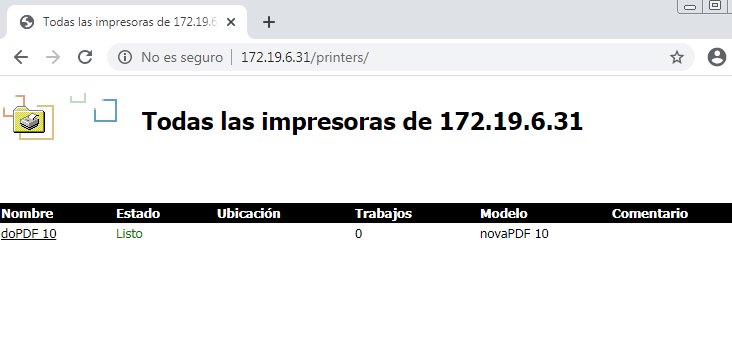 Todas las impresoras de 172.19.6
No es seguro | 172.19.6.31/printers/
Todas las impresoras de 172.19.6.31
Nombre Estado Ubicación Trabajos Modelo Comentario
doPDF 10 Listo 0 novaPDF 10